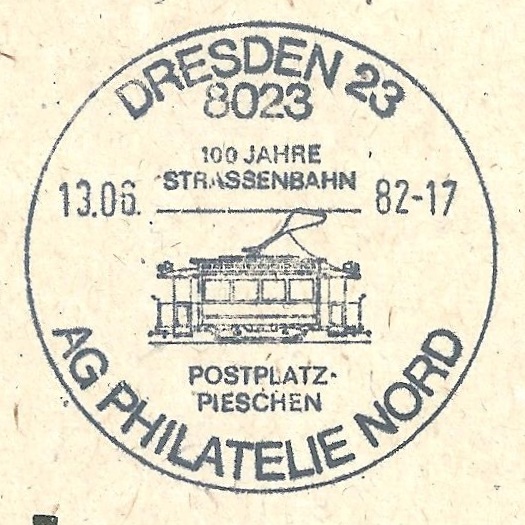 DRESDEN 23
8023
100 JAHRE
STRASSENBAHN
13.06. 82-17
POSTPLATZ-
PIESCHEN
AG PHILATELIE NORD